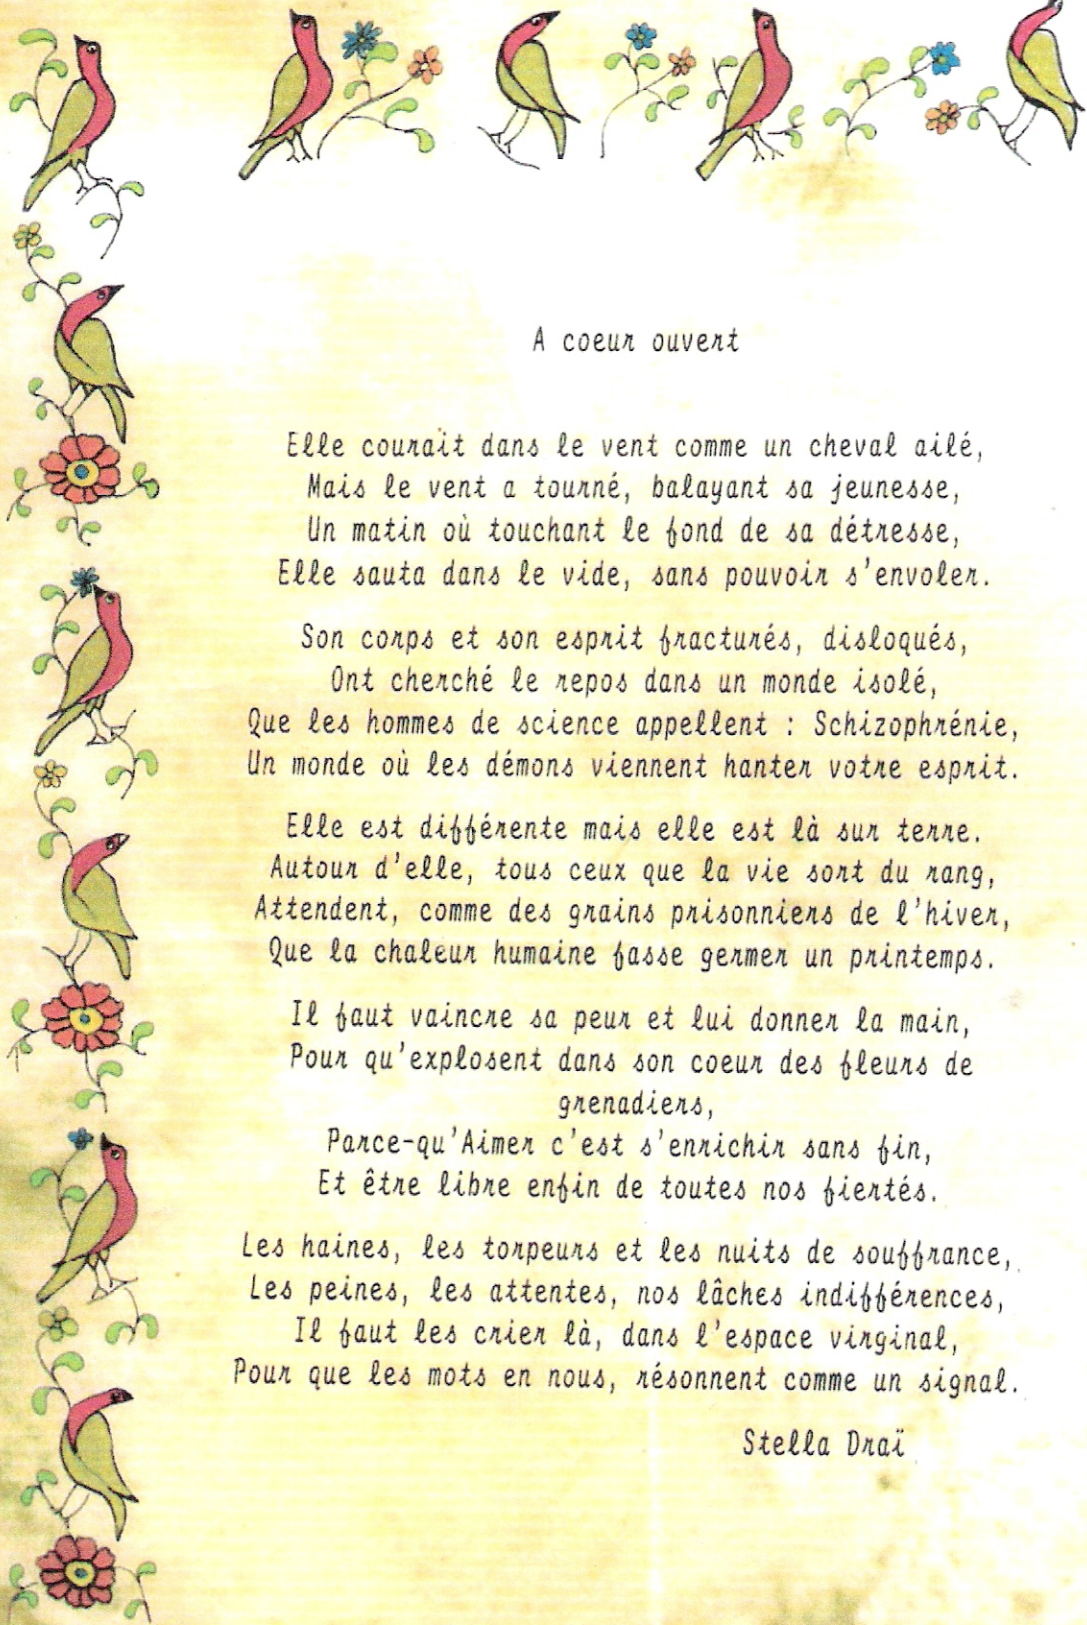 A coeur ouvert
Elle courait dans le vent comme un cheval ailé,
Mais le vent a tourné, balayant sa jeunesse,
Un matin où touchant le fond de sa détresse,
Elle sauta dans le vide, sans pouvoir s'envoler.
Son corps et son esprit fracturés, disloqués,
Ont cherché le repos dans un monde isolé,
Que les hommes de science appellent : Schizophrénie,
Un monde où les démons viennent hanter votre esprit.
Elle est différente mais elle est là sur terre.
Autour d'elle, tous ceux que la vie sort du rang,
Attendent, comme des grains prisonniers de l'hiver,
Que la chaleur humaine fasse germer un printemps.
Il faut vaincre sa peur et lui donner la main,
Pour qu'explosent dans son coeur des fleurs de
grenadiers,
Parce-qu'Aimer c'est s'enrichir sans fin,
Et être libre enfin de toutes nos fiertés.
Les haines, les torpeurs et les nuits de souffrance,
Les peines, les attentes, nos lâches indifférences,
Il faut les crier là, dans l'espace virginal,
Pour que les mots en nous, résonnent comme un signal.
Stella Draï